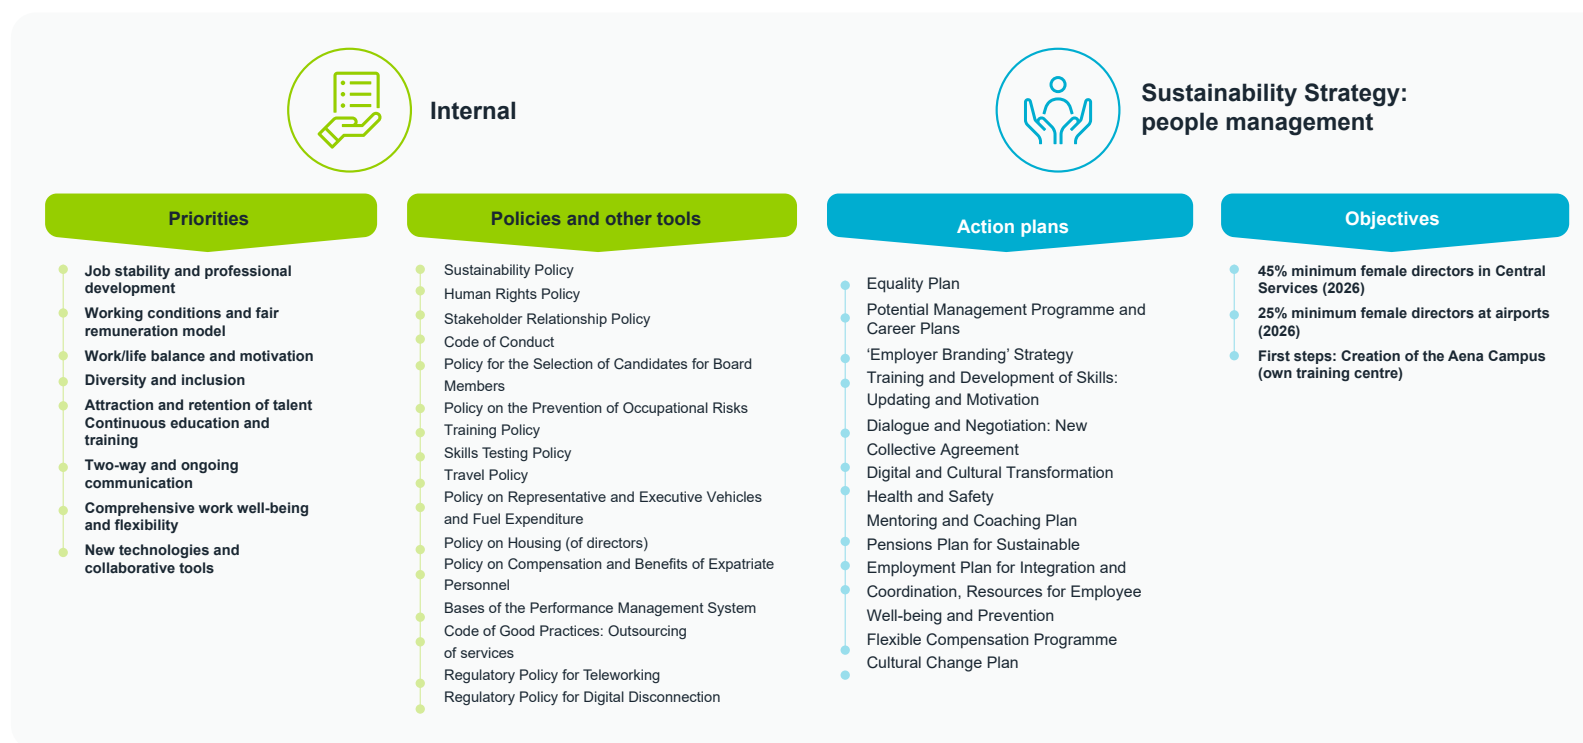 Internal
Sustainability Strategy:
people management
Priorities
Job stability and professional
development
Working conditions and fair
remuneration model
Work/life balance and motivation
Diversity and inclusion
Attraction and retention of talent
Continuous education and
training
Two-way and ongoing
communication
Comprehensive work well-being
and flexibility
New technologies and
collaborative tools
Policies and other tools
Sustainability Policy
Human Rights Policy
Stakeholder Relationship Policy
Code of Conduct
Policy for the Selection of Candidates for Board
Members
Policy on the Prevention of Occupational Risks
Training Policy
Skills Testing Policy
Travel Policy
Policy on Representative and Executive Vehicles
and Fuel Expenditure
Policy on Housing (of directors)
Policy on Compensation and Benefits of Expatriate
Personnel
Bases of the Performance Management System
Code of Good Practices: Outsourcing
of services
Regulatory Policy for Teleworking
Regulatory Policy for Digital Disconnection
Action plans
Equality Plan
Potential Management Programme and
Career Plans
‘Employer Branding’ Strategy
Training and Development of Skills:
Updating and Motivation
Dialogue and Negotiation: New
Collective Agreement
Digital and Cultural Transformation
Health and Safety
Mentoring and Coaching Plan
Pensions Plan for Sustainable
Employment Plan for Integration and
Coordination, Resources for Employee
Well-being and Prevention
Flexible Compensation Programme
Cultural Change Plan
Objectives
45% minimum female directors in Central
Services (2026)
25% minimum female directors at airports
(2026)
First steps: Creation of the Aena Campus
(own training centre)